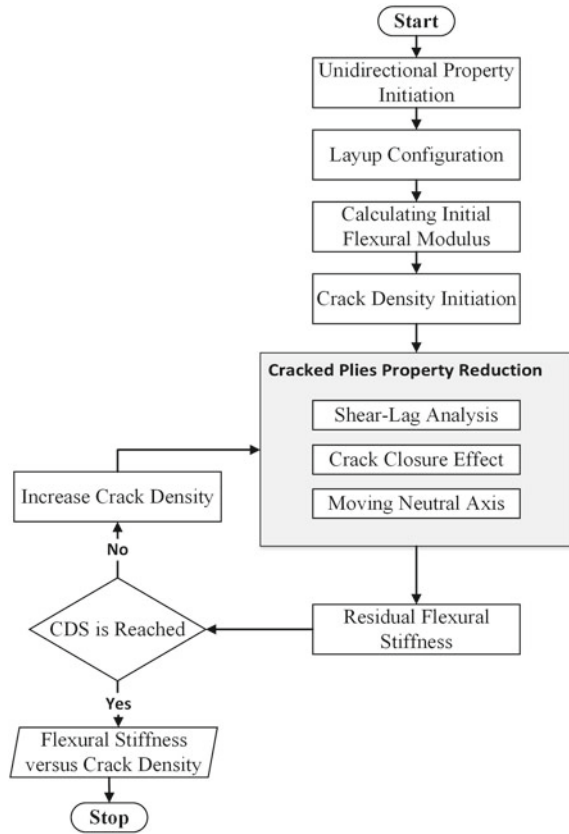 Start
Unidirectional Property
Initiation
Layup Configuration
Calculating Initial
Flexural Modulus
Crack Density Initiation
Cracked Plies Property Reduction
Shear-Lag Analysis
Crack Closure Effect
Moving Neutral Axis
Residual Flexural
Stiffness
CDS is Reached
No
Increase Crack Density
Yes
Flexural Stiffness
versus Crack Density
Stop